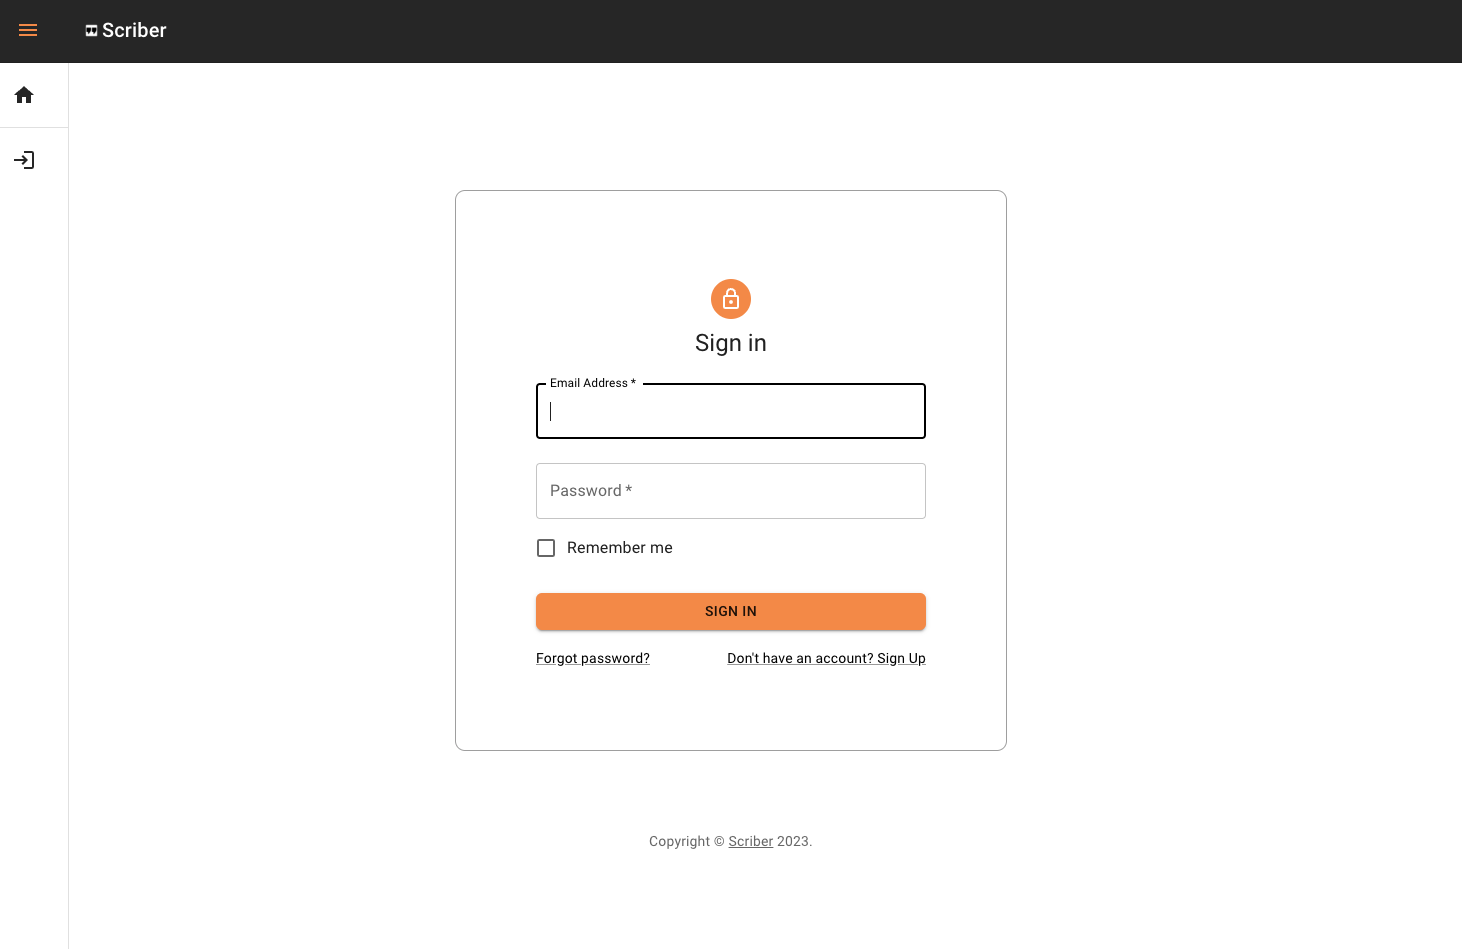 Scriber
Sign in
Email Address *
Password *
Remember me
SIGN IN
Forgot password?
Don't have an account? Sign Up
Copyright © Scriber 2023.